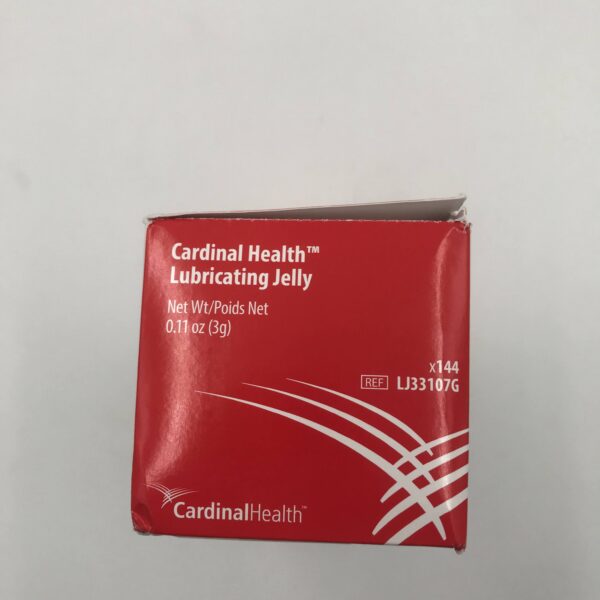 Cardinal Health™
Lubricating Jelly
Net Wt/Poids Net
0.11 oz (3g)
x144
REF LJ33107G
CardinalHealth™